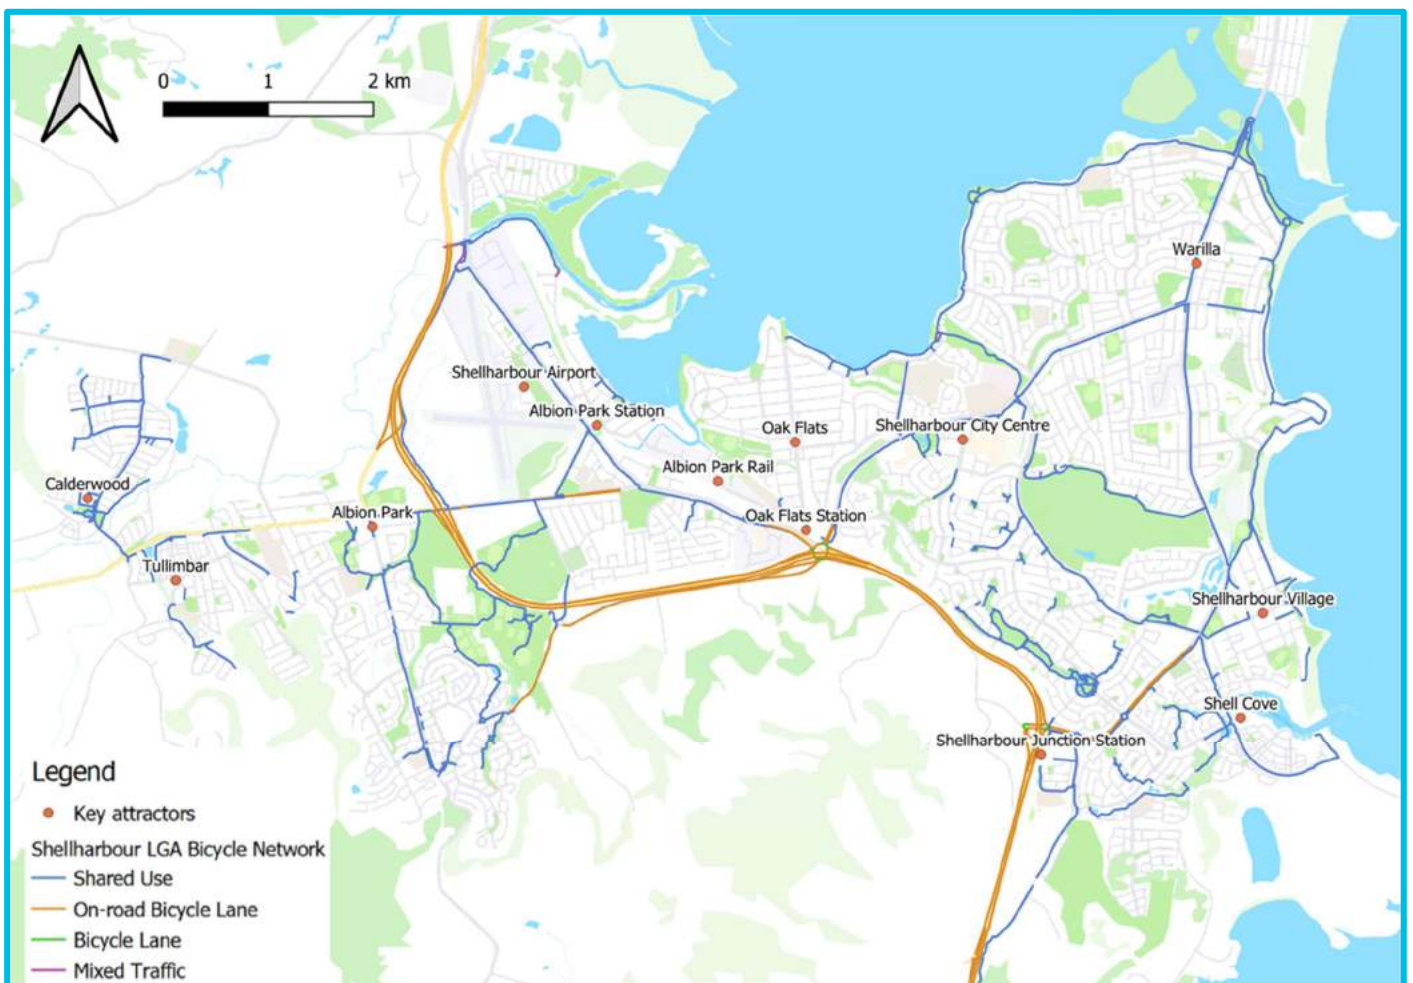 0 1 2 km
Warilla
Shellharbour Airport
Albion Park Station
Oak Flats
Shellharbour City Centre
Albion Park Rail
Calderwood
Albion Park
Oak Flats Station
Tullimbar
Shellharbour Village
Shell Cove
Shellharbour Junction Station
Legend
Key attractors
Shellharbour LGA Bicycle Network
Shared Use
On-road Bicycle Lane
Bicycle Lane
Mixed Traffic